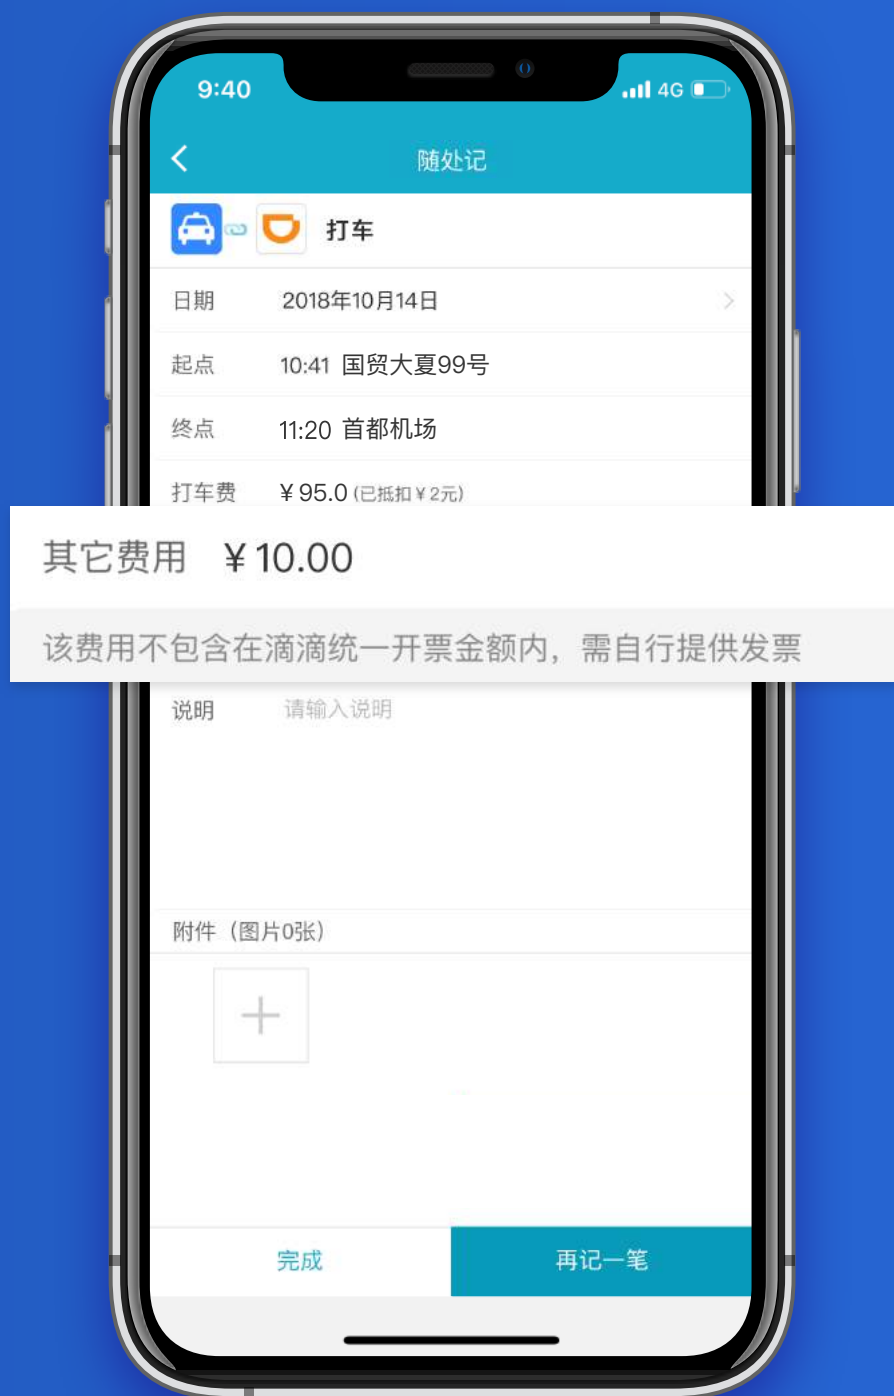 9:40 4G
随处记
打车
日期 2018年10月14日
起点 10:41 国贸大夏99号
终点 11:20 首都机场
打车费 ¥95.0 (已抵扣¥2元)
其它费用 ¥10.00
该费用不包含在滴滴统一开票金额内，需自行提供发票
说明 请输入说明
附件（图片0张）
完成 再记一笔